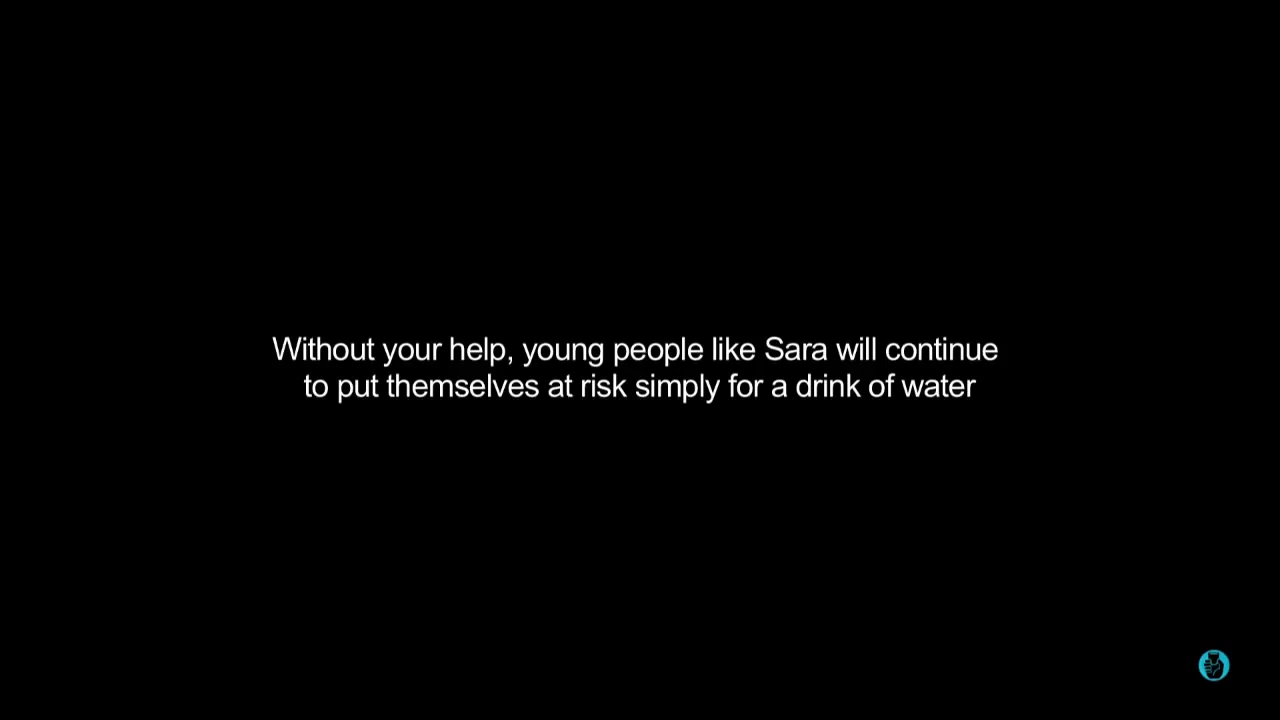 Without your help, young people like Sara will continue
to put themselves at risk simply for a drink of water